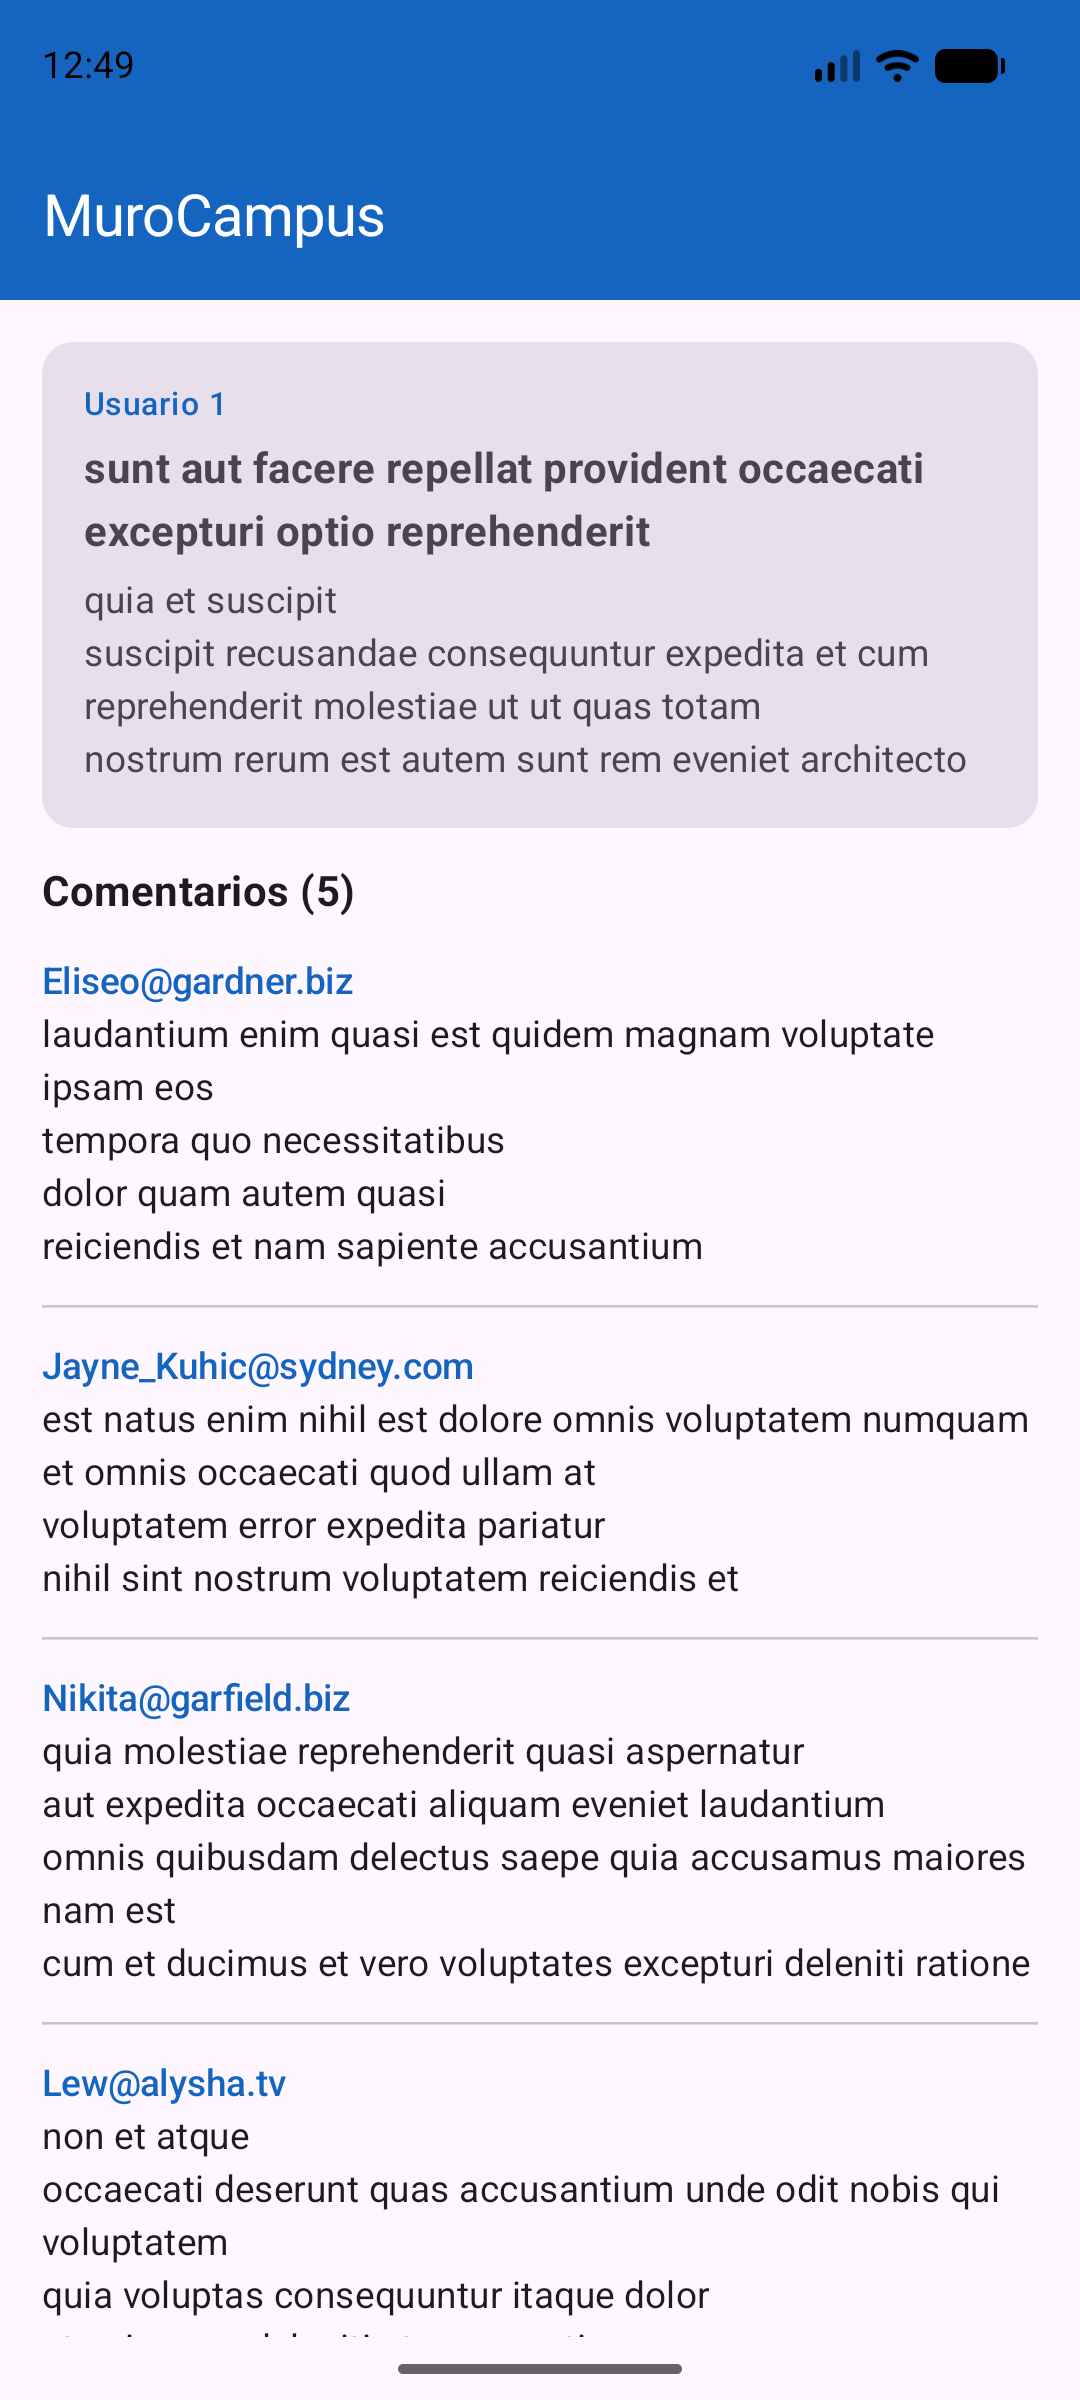 12:49
MuroCampus
Usuario 1
sunt aut facere repellat provident occaecati
excepturi optio reprehenderit
quia et suscipit
suscipit recusandae consequuntur expedita et cum
reprehenderit molestiae ut ut quas totam
nostrum rerum est autem sunt rem eveniet architecto
Comentarios (5)
Eliseo@gardner.biz
laudantium enim quasi est quidem magnam voluptate
ipsam eos
tempora quo necessitatibus
dolor quam autem quasi
reiciendis et nam sapiente accusantium
Jayne_Kuhic@sydney.com
est natus enim nihil est dolore omnis voluptatem numquam
et omnis occaecati quod ullam at
voluptatem error expedita pariatur
nihil sint nostrum voluptatem reiciendis et
Nikita@garfield.biz
quia molestiae reprehenderit quasi aspernatur
aut expedita occaecati aliquam eveniet laudantium
omnis quibusdam delectus saepe quia accusamus maiores
nam est
cum et ducimus et vero voluptates excepturi deleniti ratione
Lew@alysha.tv
non et atque
occaecati deserunt quas accusantium unde odit nobis qui
voluptatem
quia voluptas consequuntur itaque dolor